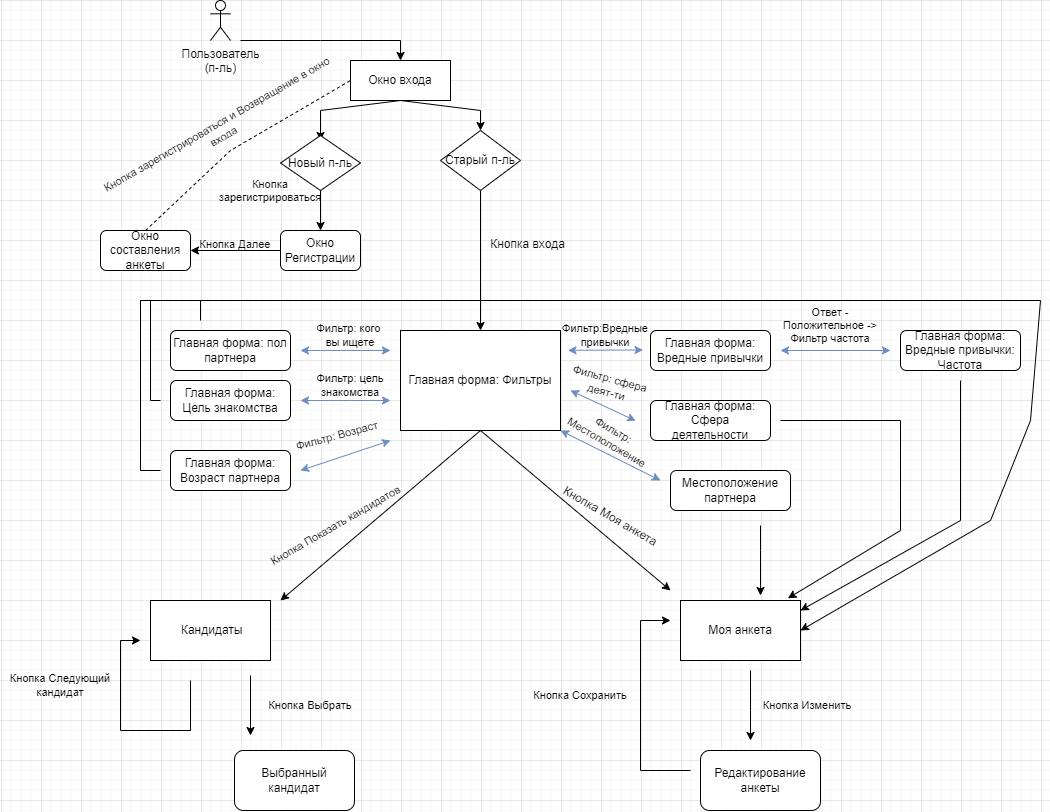 Пользователь
(п-ль)
Окно входа
Кнопка зарегистрироваться и Возвращение в окно
входа
Новый п-ль
Старый п-ль
Кнопка
зарегистрироваться
Окно
составления
анкеты
Кнопка Далее
Окно
Регистрации
Кнопка входа
Главная форма: пол
партнера
Фильтр: кого
вы ищете
Главная форма: Фильтры
Фильтр:Вредные
привычки
Главная форма:
Вредные привычки
Ответ -
Положительное ->
Фильтр частота
Главная форма:
Вредные привычки:
Частота
Главная форма:
Цель знакомства
Фильтр: цель
знакомства
Фильтр: сфера
деят-ти
Главная форма:
Сфера
деятельности
Главная форма:
Возраст партнера
Фильтр: Возраст
Фильтр:
Местоположение
Местоположение
партнера
Кнопка Показать кандидатов
Кнопка Моя анкета
Кандидаты
Моя анкета
Кнопка Следующий
кандидат
Кнопка Выбрать
Кнопка Сохранить
Кнопка Изменить
Выбранный
кандидат
Редактирование
анкеты